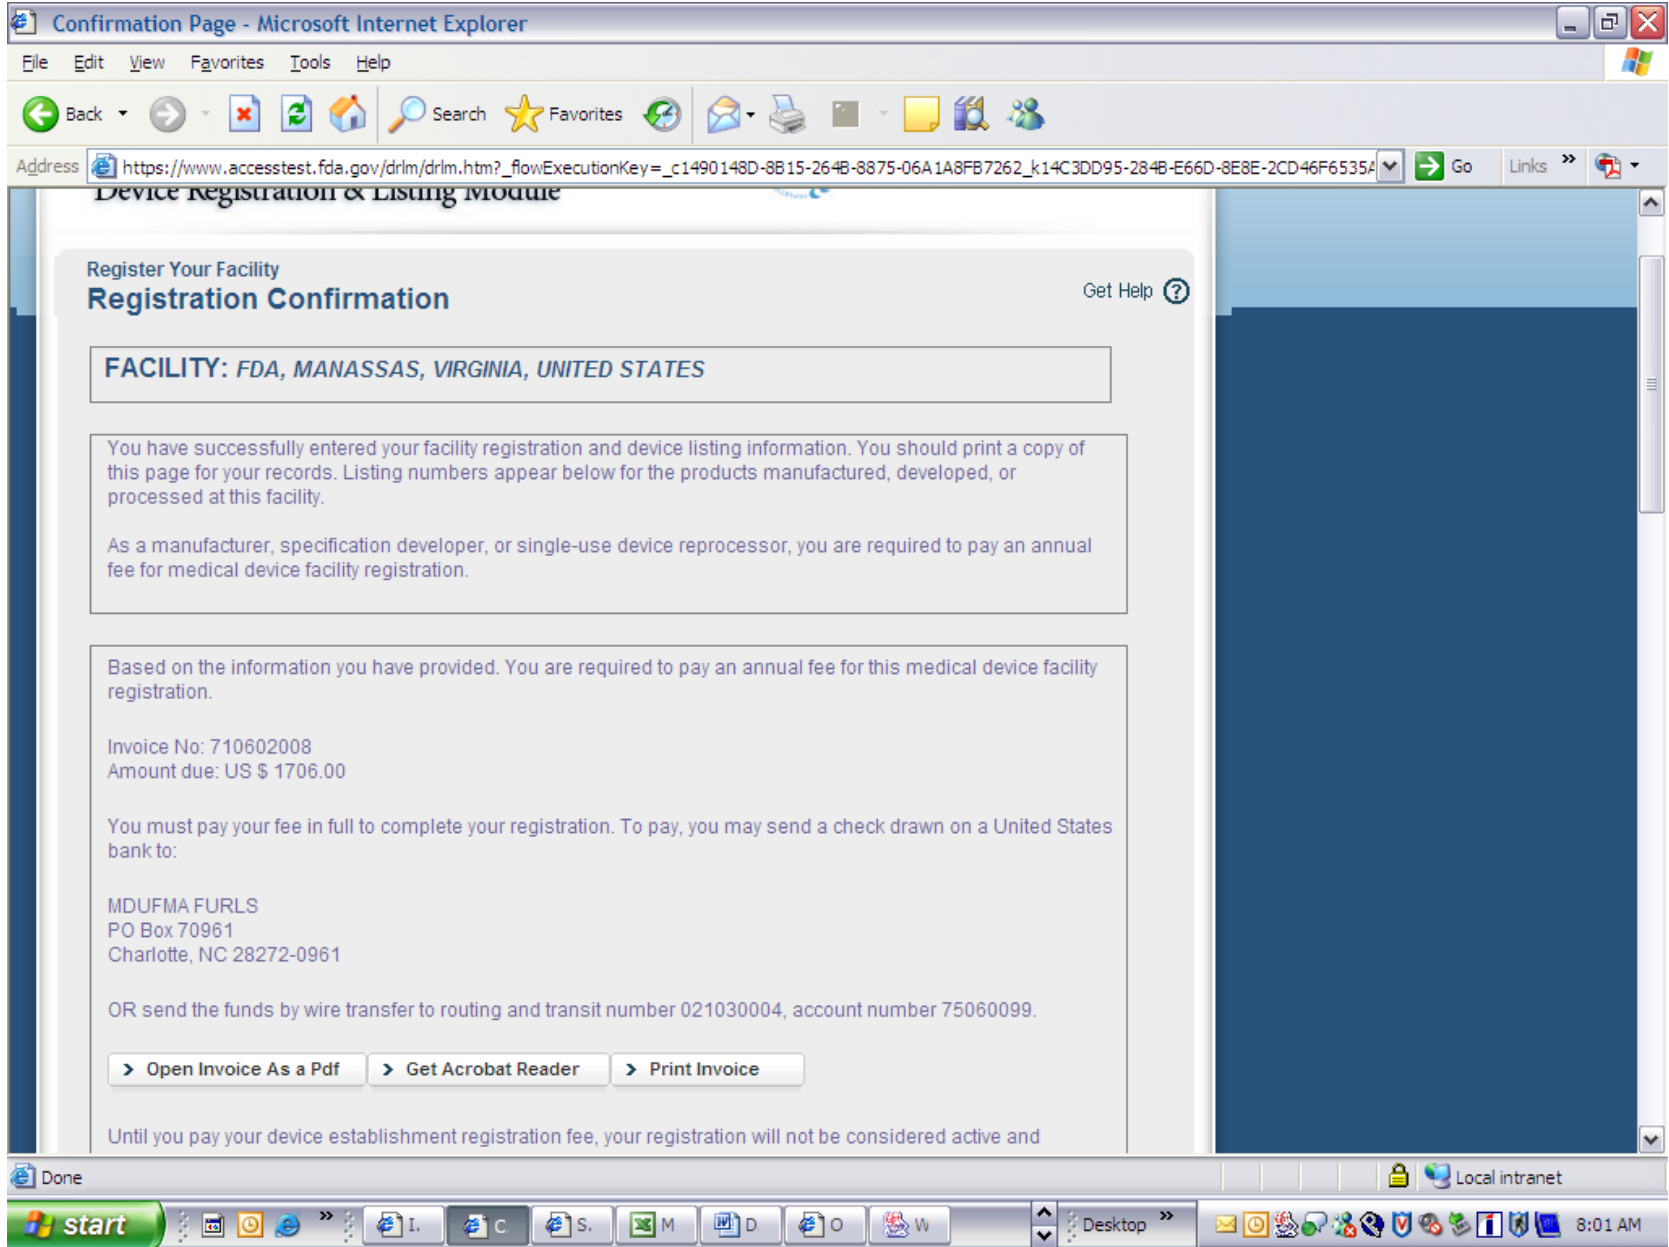 Confirmation Page - Microsoft Internet Explorer
File Edit View Favorites Tools Help
Back Search Favorites
Address https://www.accesstest.fda.gov/drlm/drlm.htm?_flowExecutionKey=_c1490148D-8B15-264B-8875-06A1A8FB7262_k14C3DD95-284B-E66D-8E8E-2CD46F6535A Go Links »
Device Registration & Listing Module
Register Your Facility
Registration Confirmation
Get Help ?
FACILITY: FDA, MANASSAS, VIRGINIA, UNITED STATES
You have successfully entered your facility registration and device listing information. You should print a copy of
this page for your records. Listing numbers appear below for the products manufactured, developed, or
processed at this facility.
As a manufacturer, specification developer, or single-use device reprocessor, you are required to pay an annual
fee for medical device facility registration.
Based on the information you have provided. You are required to pay an annual fee for this medical device facility
registration.
Invoice No: 710602008
Amount due: US $ 1706.00
You must pay your fee in full to complete your registration. To pay, you may send a check drawn on a United States
bank to:
MDUFMA FURLS
PO Box 70961
Charlotte, NC 28272-0961
OR send the funds by wire transfer to routing and transit number 021030004, account number 75060099.
> Open Invoice As a Pdf > Get Acrobat Reader > Print Invoice
Until you pay your device establishment registration fee, your registration will not be considered active and
Done Local intranet
start » I. C S. M D O W Desktop » 8:01 AM